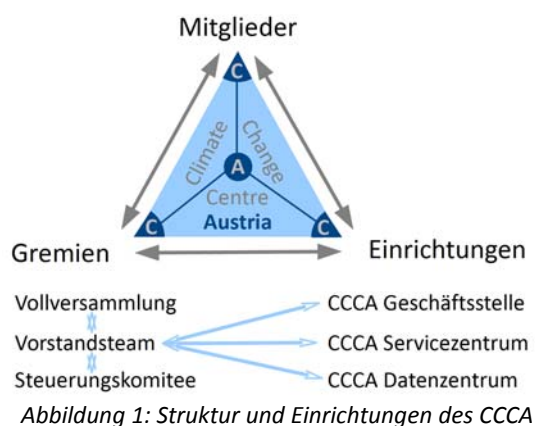 Mitglieder
C
Climate
Change
A
Centre
Austria
C
C
Gremien
Einrichtungen
Vollversammlung
CCCA Geschäftsstelle
Vorstandsteam
CCCA Servicezentrum
Steuerungskomitee
CCCA Datenzentrum
Abbildung 1: Struktur und Einrichtungen des CCCA